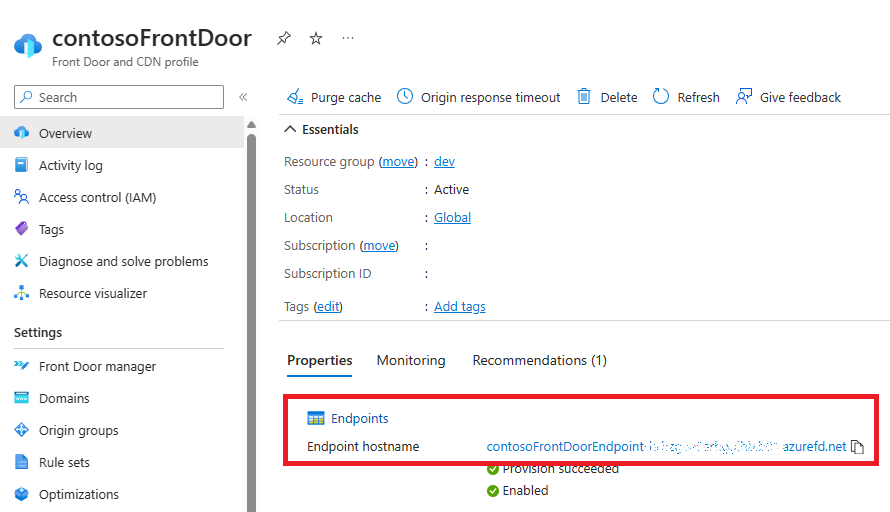 contosoFrontDoor
Front Door and CDN profile
Search
Overview
Activity log
Access control (IAM)
Tags
Diagnose and solve problems
Resource visualizer
Settings
Front Door manager
Domains
Origin groups
Rule sets
Optimizations
Purge cache Origin response timeout Delete Refresh Give feedback
Essentials
Resource group (move) : dev
Status : Active
Location : Global
Subscription (move) :
Subscription ID :
Tags (edit) : Add tags
Properties Monitoring Recommendations (1)
Endpoints
Endpoint hostname contosoFrontDoorEndpoint- azurefd.net
Provision succeeded
Enabled